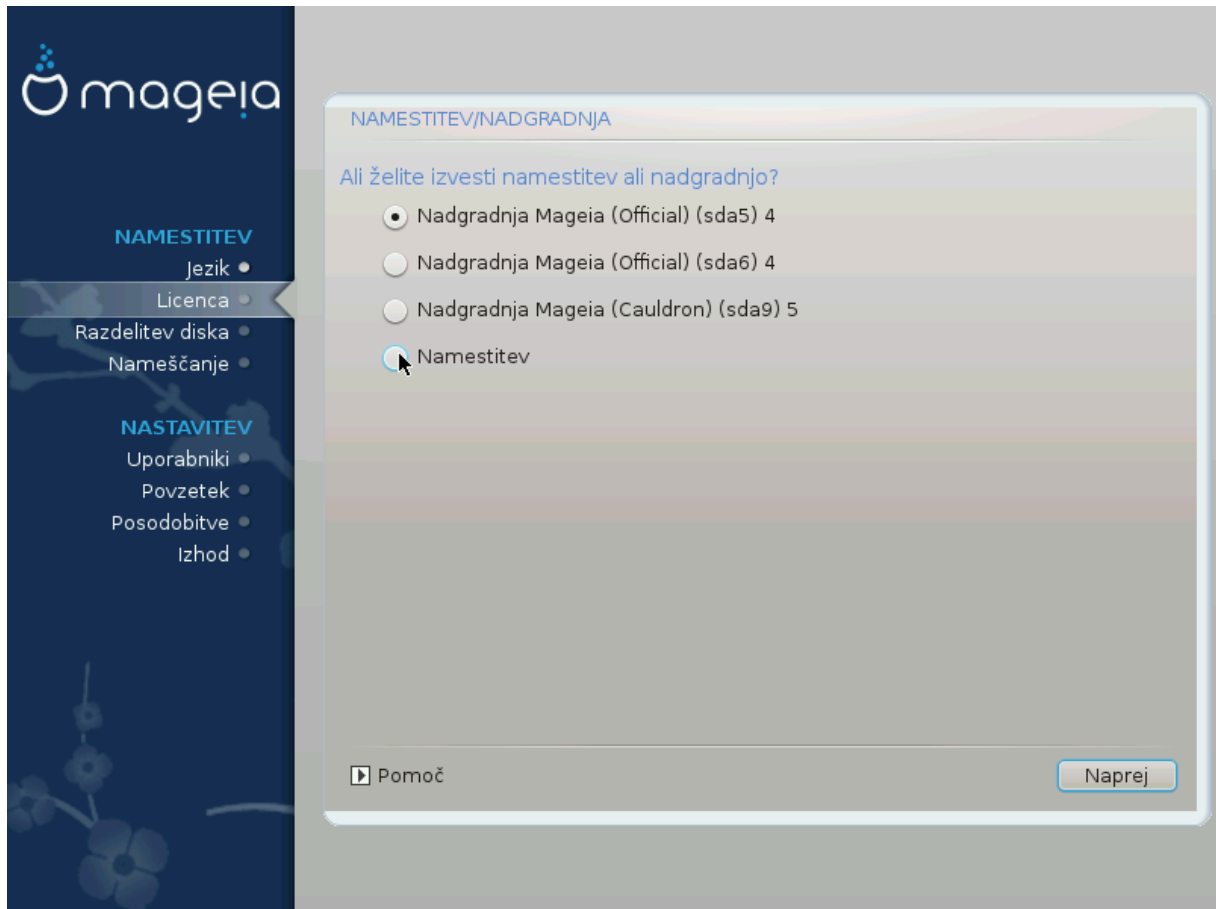 mageia
NAMESTITEV
Jezik
Licenca
Razdelitev diska
Nameščanje
NASTAVITEV
Uporabniki
Povzetek
Posodobitve
Izhod
NAMESTITEV/NADGRADNJA
Ali želite izvesti namestitev ali nadgradnjo?
Nadgradnja Mageia (Official) (sda5) 4
Nadgradnja Mageia (Official) (sda6) 4
Nadgradnja Mageia (Cauldron) (sda9) 5
Namestitev
Pomoč
Naprej